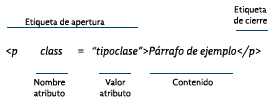 Etiqueta de apertura
Etiqueta
de cierre
<p class = "tipoclase">Párrafo de ejemplo</p>
Nombre
atributo
Valor
atributo
Contenido